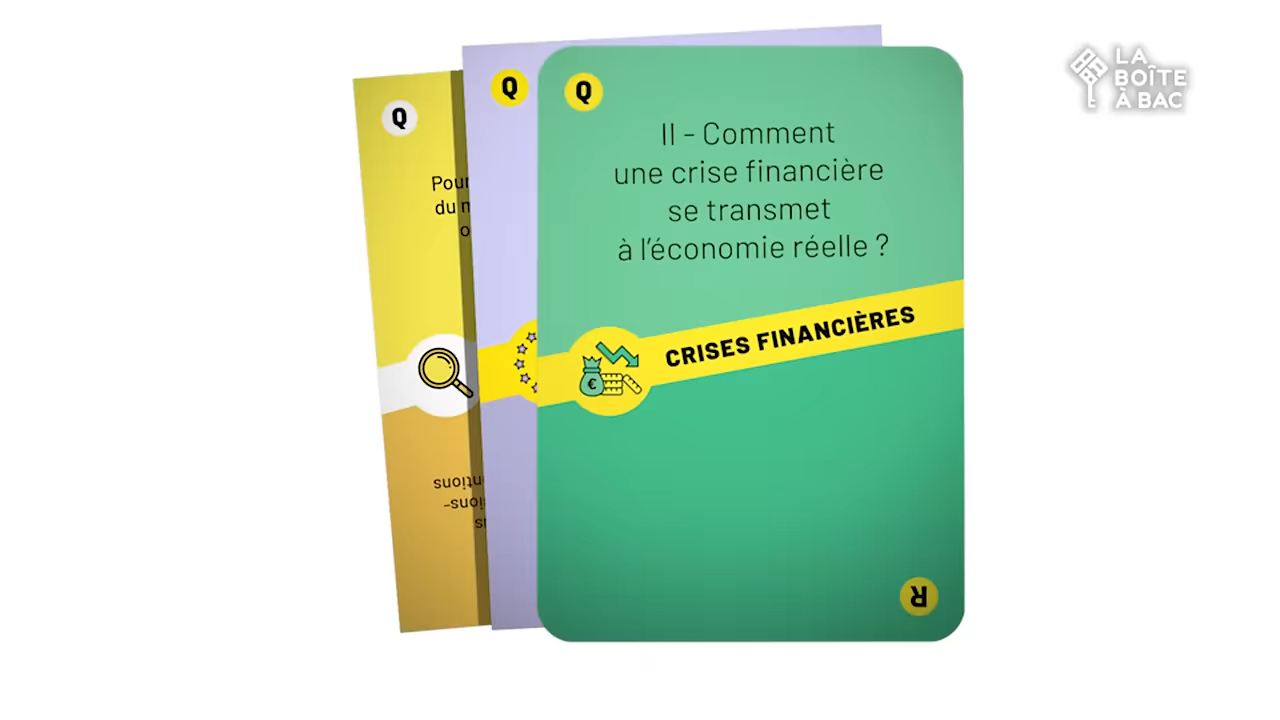 LA
BOÎTE
À BAC
Q
Q
Q
II - Comment
une crise financière
se transmet
à l'économie réelle ?
CRISES FINANCIÈRES
€
R